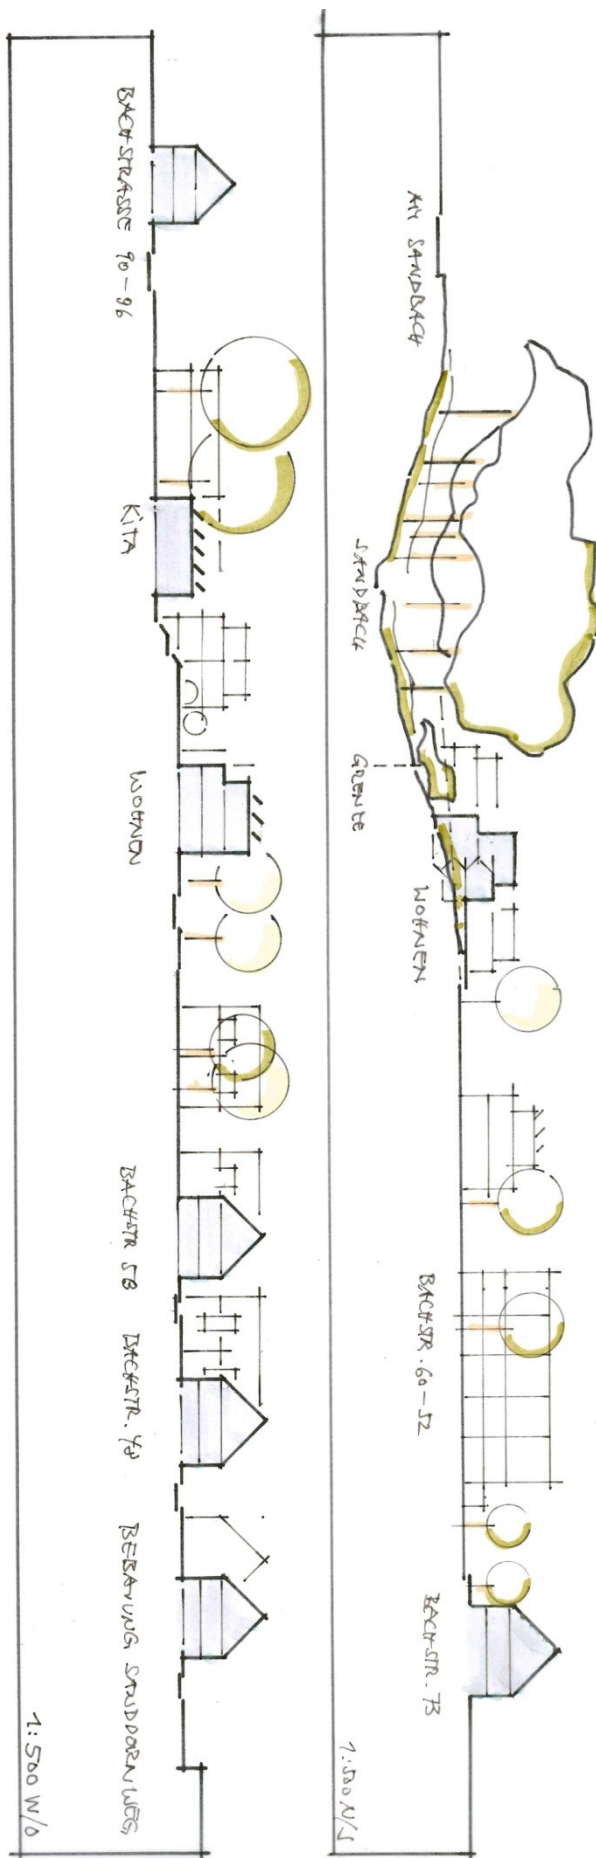 AM SANDBACH
SANDBACH
GRENZE
WOHNEN
BACHSTR. 60-52
BACHSTR. 73
1:500 N/S
BACHSTRASSE 90-96
KITA
WOHNEN
BACHSTR 58
BACHSTR. 48
BEBAUUNG SANDDORNWEG
1:500 W/O